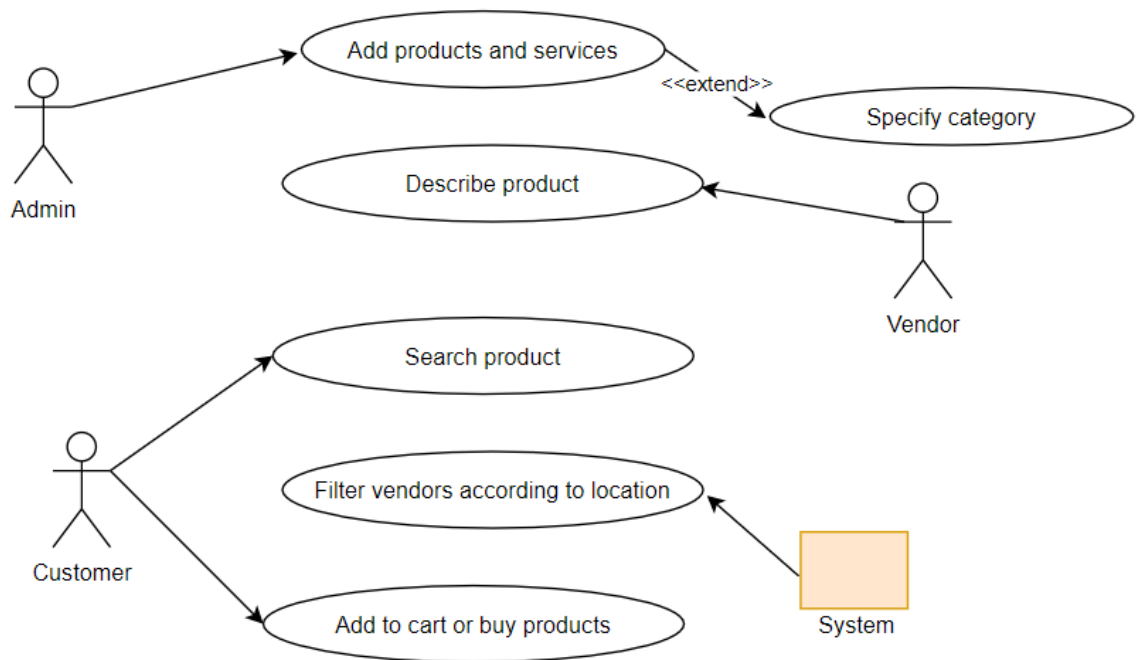 Add products and services
<<extend>>
Specify category
Admin
Describe product
Vendor
Search product
Customer
Filter vendors according to location
System
Add to cart or buy products